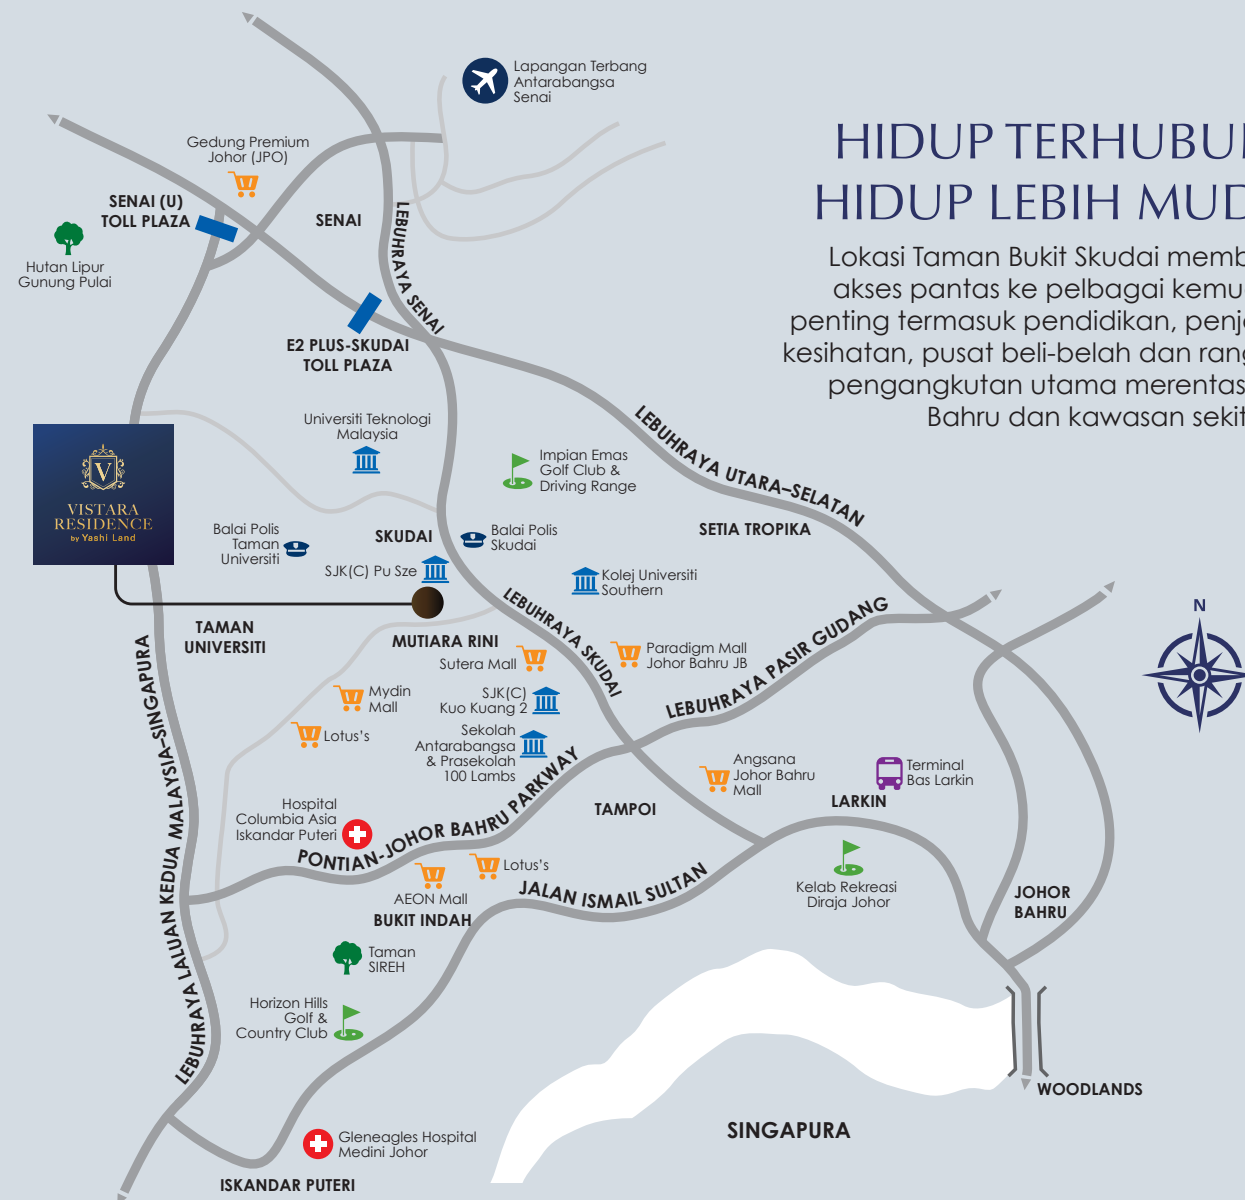 Lapangan Terbang
Antarabangsa
Senai
HIDUP TERHUBU
HIDUP LEBIH MUD
Gedung Premium
Johor (JPO)
SENAI (U)
TOLL PLAZA
SENAI
LEBUHRAYA SENAI
Hutan Lipur
Gunung Pulai
Lokasi Taman Bukit Skudai memb
akses pantas ke pelbagai kemu
penting termasuk pendidikan, penj
kesihatan, pusat beli-belah dan ran
pengangkutan utama merentas
Bahru dan kawasan sekit
E2 PLUS-SKUDAI
TOLL PLAZA
Universiti Teknologi
Malaysia
LEBUHRAYA UTARA–SELATAN
V
VISTARA
RESIDENCE
by Yashi Land
Impian Emas
Golf Club &
Driving Range
SETIA TROPIKA
Balai Polis
Taman
Universiti
SKUDAI
Balai Polis
Skudai
SJK(C) Pu Sze
Kolej Universiti
Southern
LEBUHRAYA SKUDAI
LEBUHRAYA PASIR GUDANG
N
TAMAN
UNIVERSITI
MUTIARA RINI
Sutera Mall
Paradigm Mall
Johor Bahru JB
LEBUHRAYA LALUAN KEDUA MALAYSIA–SINGAPURA
Mydin
Mall
SJK(C)
Kuo Kuang 2
Lotus's
Sekolah
Antarabangsa
& Prasekolah
100 Lambs
Angsana
Johor Bahru
Mall
Terminal
Bas Larkin
LARKIN
TAMPOI
Hospital
Columbia Asia
Iskandar Puteri
PONTIAN-JOHOR BAHRU PARKWAY
Lotus's
AEON Mall
BUKIT INDAH
JALAN ISMAIL SULTAN
Kelab Rekreasi
Diraja Johor
JOHOR
BAHRU
Taman
SIREH
Horizon Hills
Golf &
Country Club
WOODLANDS
SINGAPURA
Gleneagles Hospital
Medini Johor
ISKANDAR PUTERI